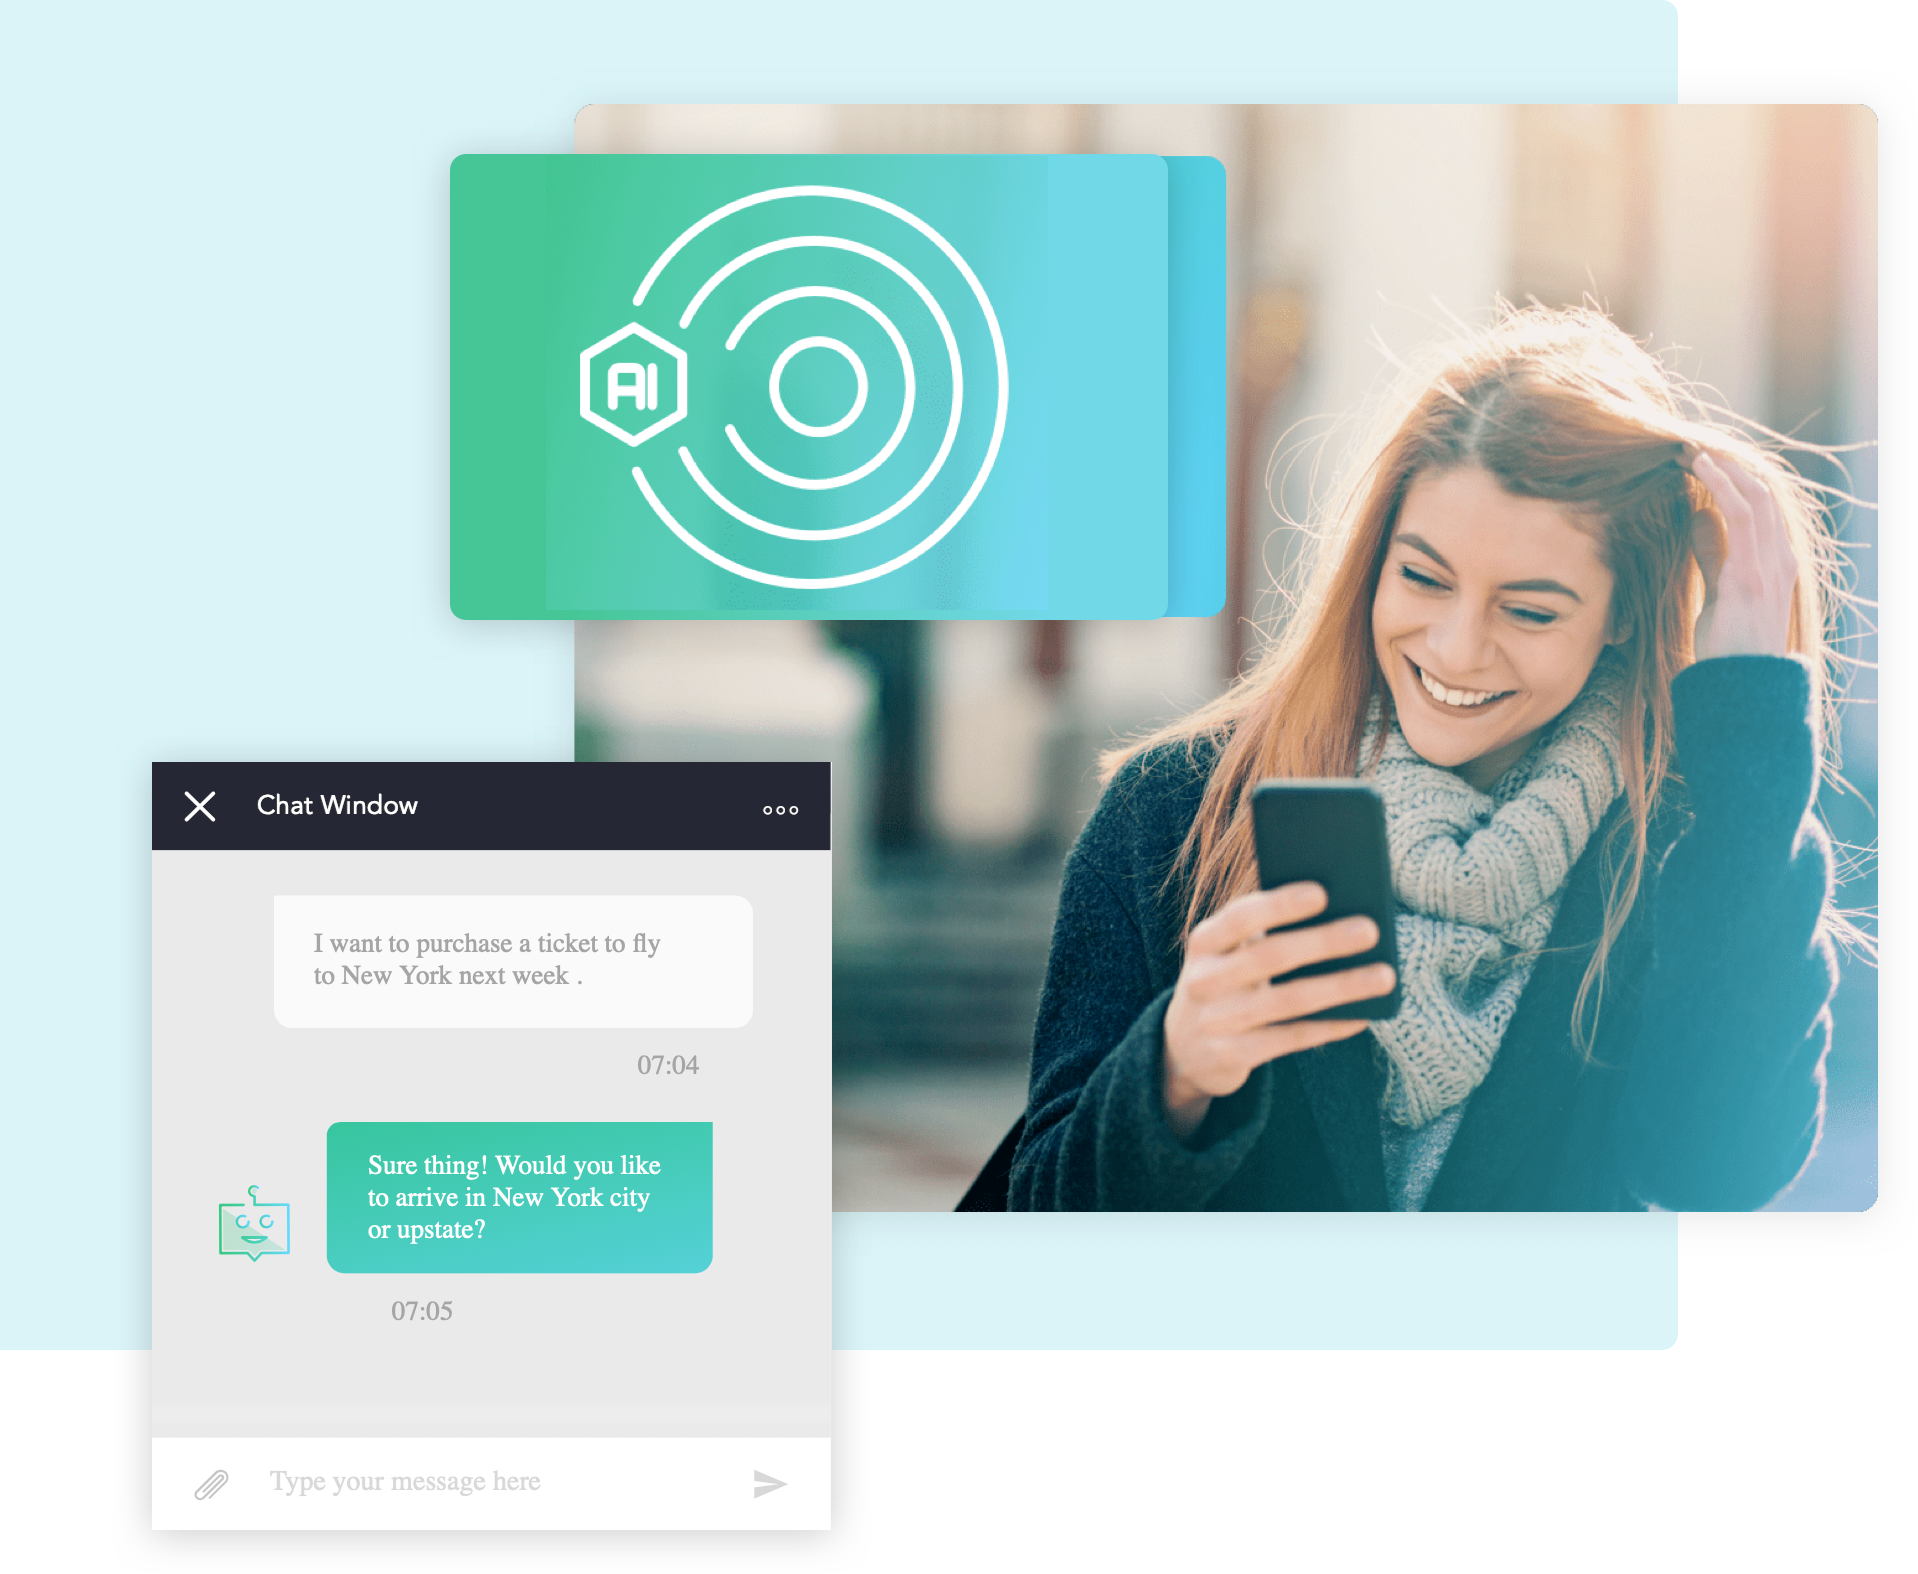 AI
Chat Window
I want to purchase a ticket to fly
to New York next week .
07:04
Sure thing! Would you like
to arrive in New York city
or upstate?
07:05
Type your message here